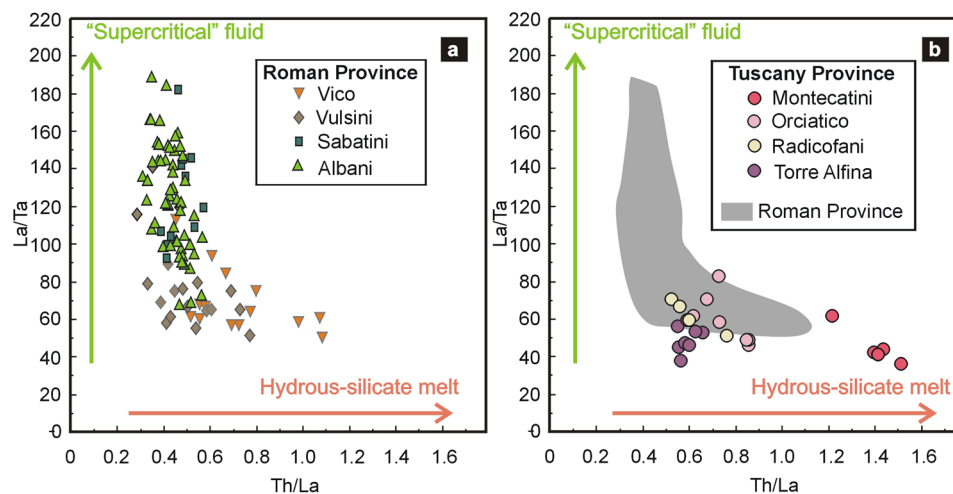 220
200
180
160
140
120
100
80
60
40
20
0
La/Ta
"Supercritical" fluid
a
Roman Province
Vico
Vulsini
Sabatini
Albani
Hydrous-silicate melt
0 0.2 0.4 0.6 0.8 1.0 1.2 1.4 1.6
Th/La
220
200
180
160
140
120
100
80
60
40
20
0
La/Ta
"Supercritical" fluid
b
Tuscany Province
Montecatini
Orciatico
Radicofani
Torre Alfina
Roman Province
Hydrous-silicate melt
0 0.2 0.4 0.6 0.8 1.0 1.2 1.4 1.6
Th/La